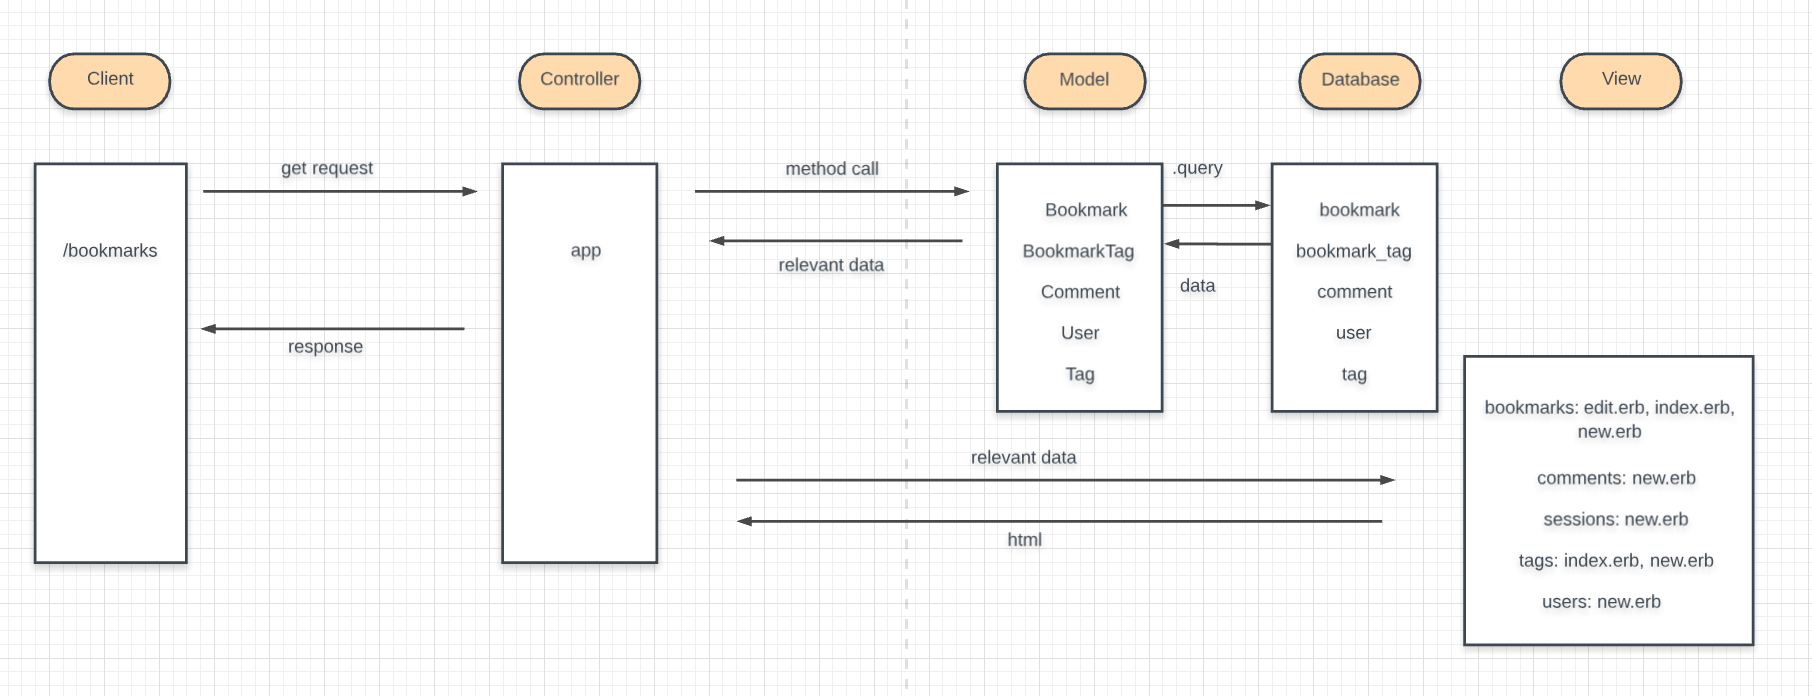 Client
Controller
Model
Database
View
get request
method call
.query
/bookmarks
app
Bookmark
BookmarkTag
Comment
User
Tag
bookmark
bookmark_tag
comment
user
tag
relevant data
data
response
bookmarks: edit.erb, index.erb,
new.erb
comments: new.erb
sessions: new.erb
tags: index.erb, new.erb
users: new.erb
relevant data
html